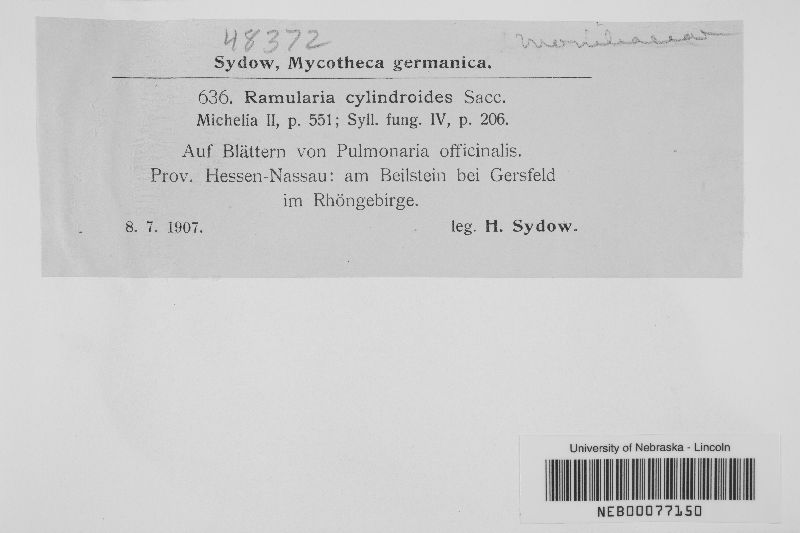 48372
Moniliaceae
Sydow, Mycotheca germanica.
636. Ramularia cylindroides Sacc.
Michelia II, p. 551; Syll. fung. IV, p. 206.
Auf Blättern von Pulmonaria officinalis.
Prov. Hessen-Nassau: am Beilstein bei Gersfeld
im Rhöngebirge.
8. 7. 1907. leg. H. Sydow.
University of Nebraska - Lincoln
NEB00077150